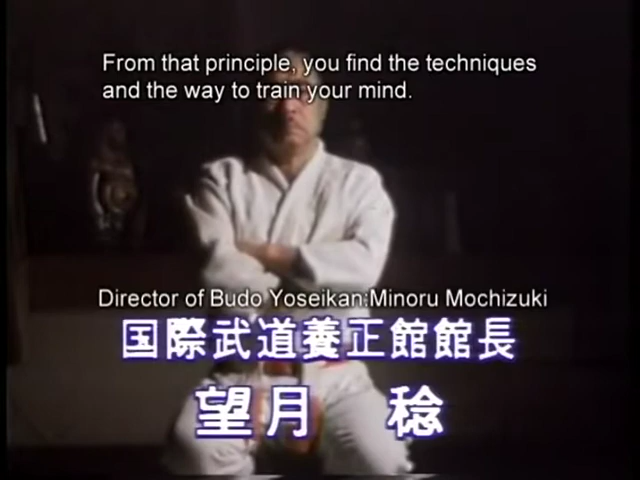 From that principle, you find the techniques
and the way to train your mind.
Director of Budo Yoseikan:Minoru Mochizuki
国際武道養正館館長
望月 稔